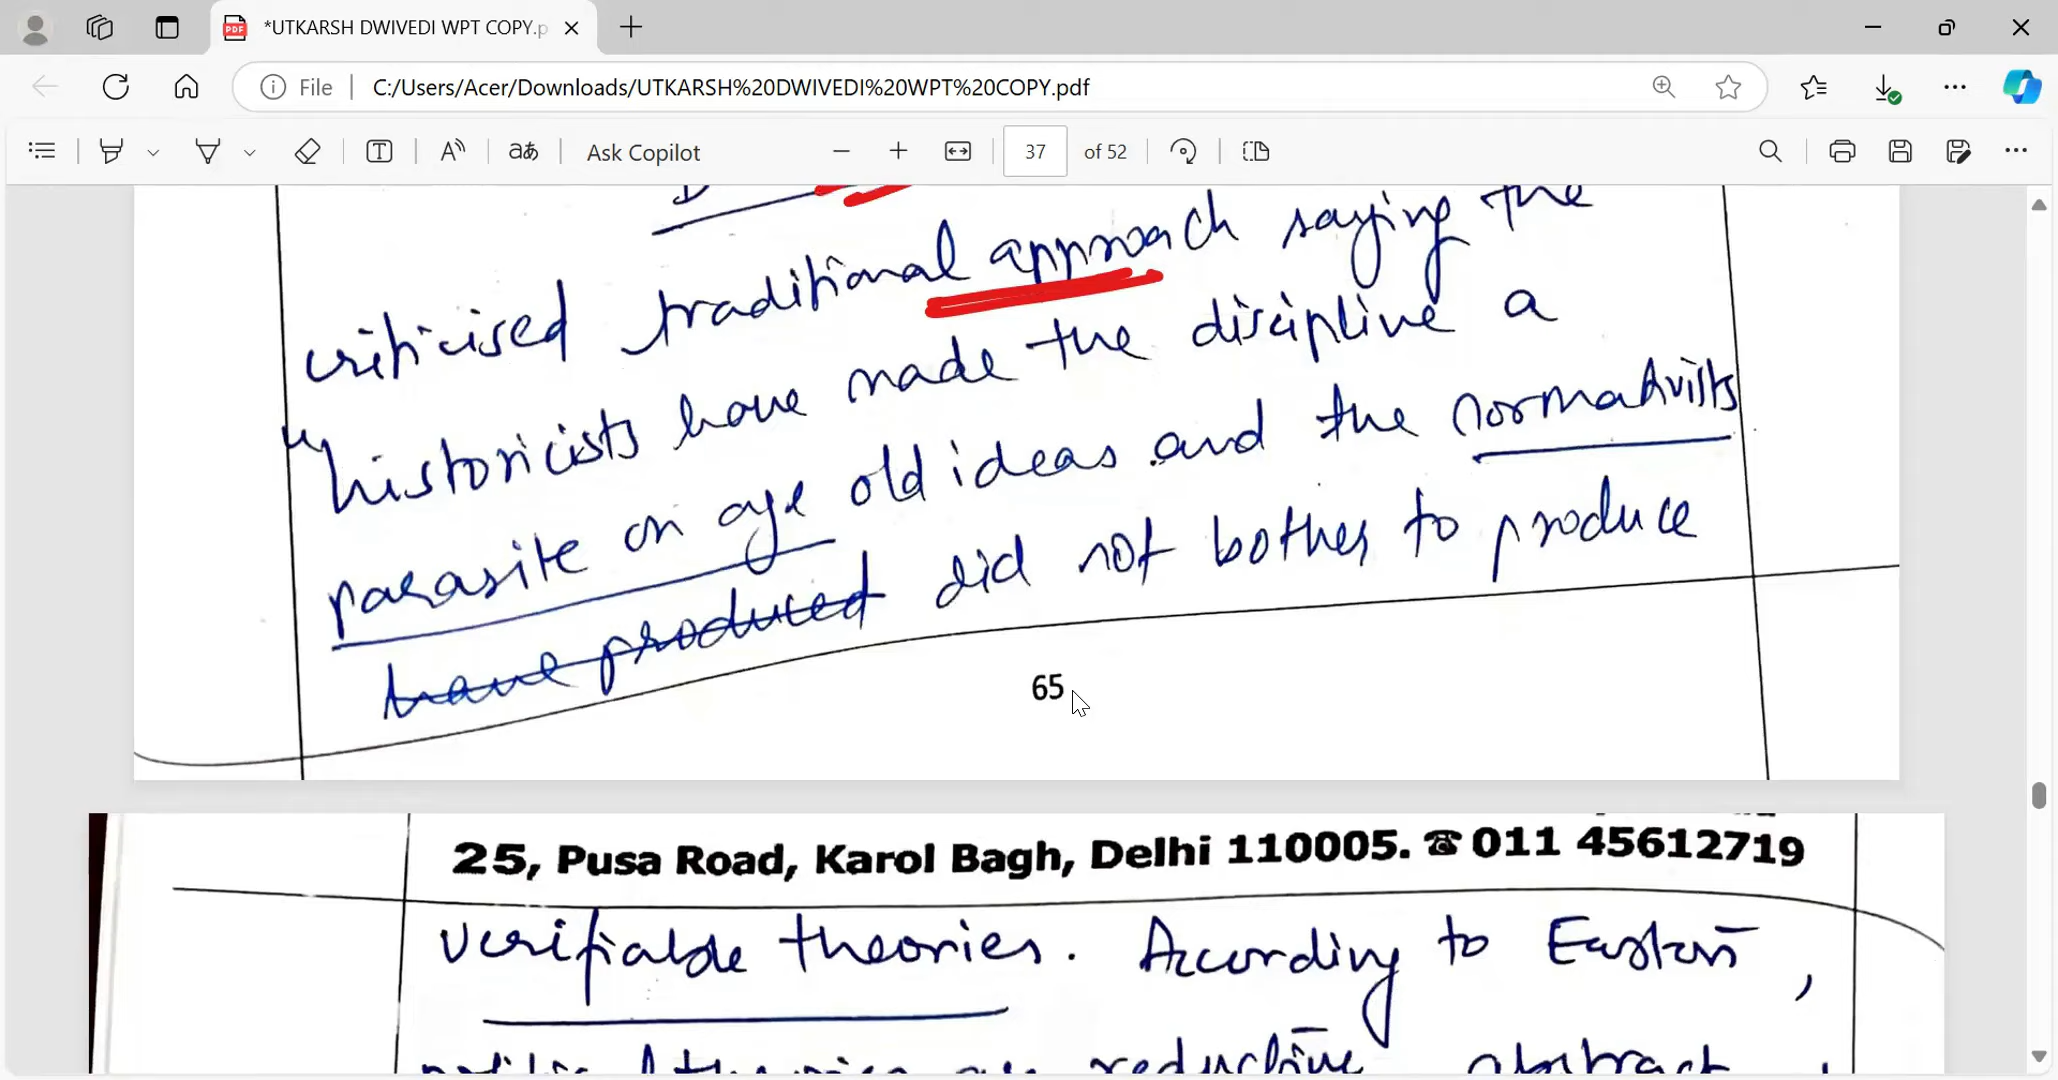 *UTKARSH DWIVEDI WPT COPY.p
File C:/Users/Acer/Downloads/UTKARSH%20DWIVEDI%20WPT%20COPY.pdf
Ask Copilot 37 of 52
criticised traditional approach saying the
historicists have made the discipline a
parasite on age old ideas and the normativists
have produced did not bother to produce
65
25, Pusa Road, Karol Bagh, Delhi 110005. ☎011 45612719
verifiable theories. According to Easton,
reductive abstract